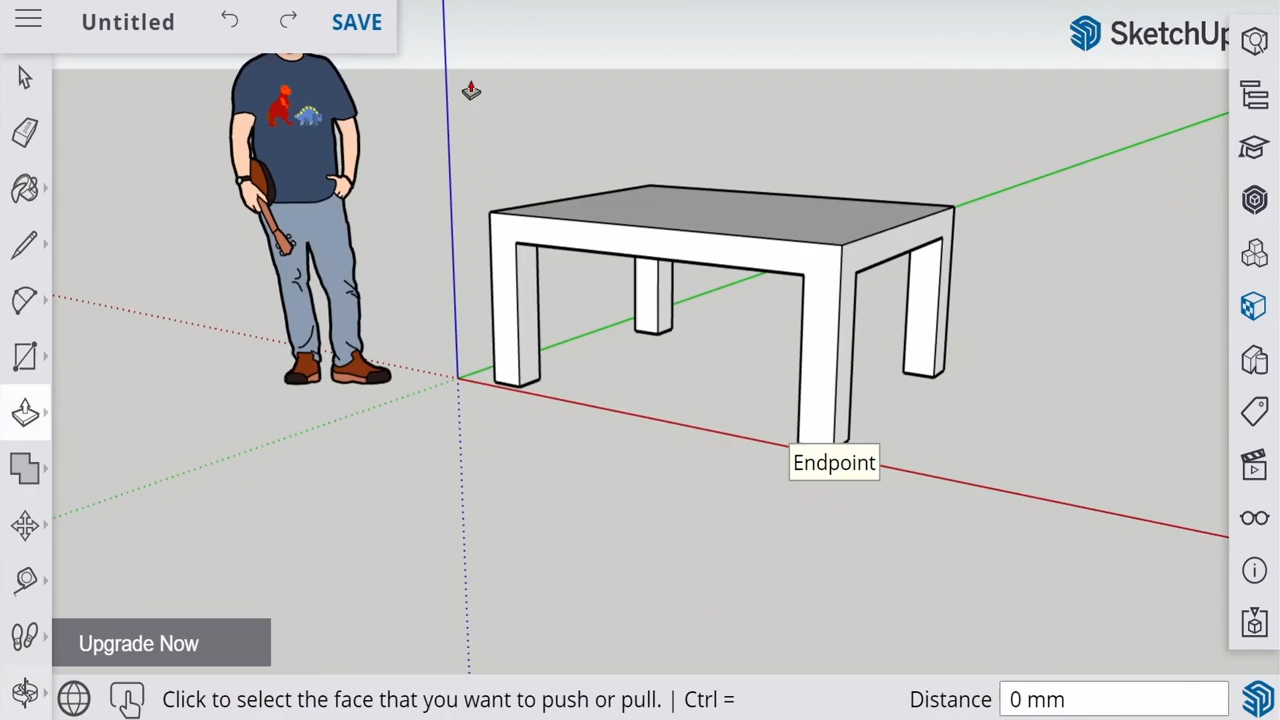 Untitled
SAVE
SketchUp
Endpoint
Upgrade Now
Click to select the face that you want to push or pull. | Ctrl =
Distance
0 mm